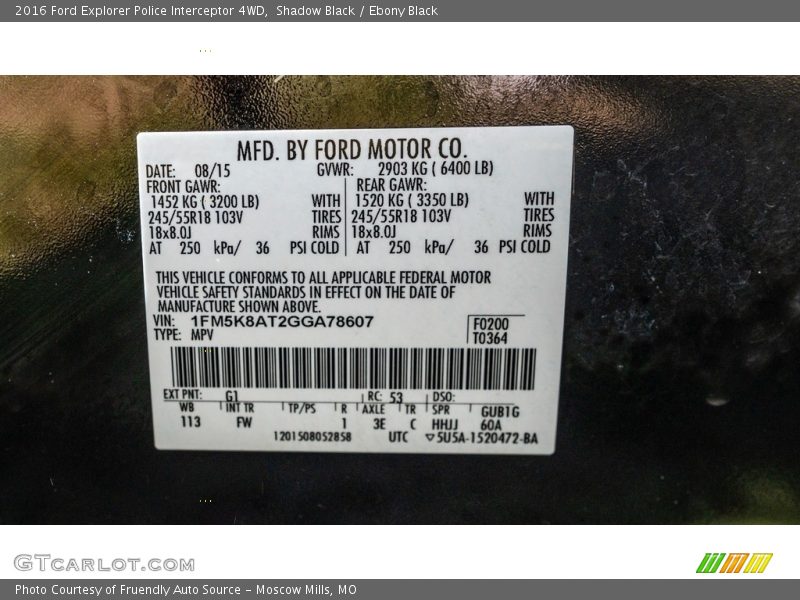 2016 Ford Explorer Police Interceptor 4WD,  Shadow Black / Ebony Black
MFD. BY FORD MOTOR CO.
DATE: 08/15 GVWR: 2903 KG ( 6400 LB)
FRONT GAWR: REAR GAWR:
1452 KG ( 3200 LB) WITH 1520 KG ( 3350 LB) WITH
245/55R18 103V TIRES 245/55R18 103V TIRES
18x8.0J RIMS 18x8.0J RIMS
AT 250 kPa/ 36 PSI COLD AT 250 kPa/ 36 PSI COLD
THIS VEHICLE CONFORMS TO ALL APPLICABLE FEDERAL MOTOR
VEHICLE SAFETY STANDARDS IN EFFECT ON THE DATE OF
MANUFACTURE SHOWN ABOVE.
VIN: 1FM5K8AT2GGA78607 F0200
TYPE: MPV T0364
EXT PNT: G1 RC: 53 DSO:
WB INT TR TP/PS R AXLE TR SPR GUB1G
113 FW 1 3E C HHJJ 60A
1201508052858 UTC ▽5U5A-1520472-BA
GTCARLOT.COM
Photo Courtesy of Fruendly Auto Source – Moscow Mills, MO